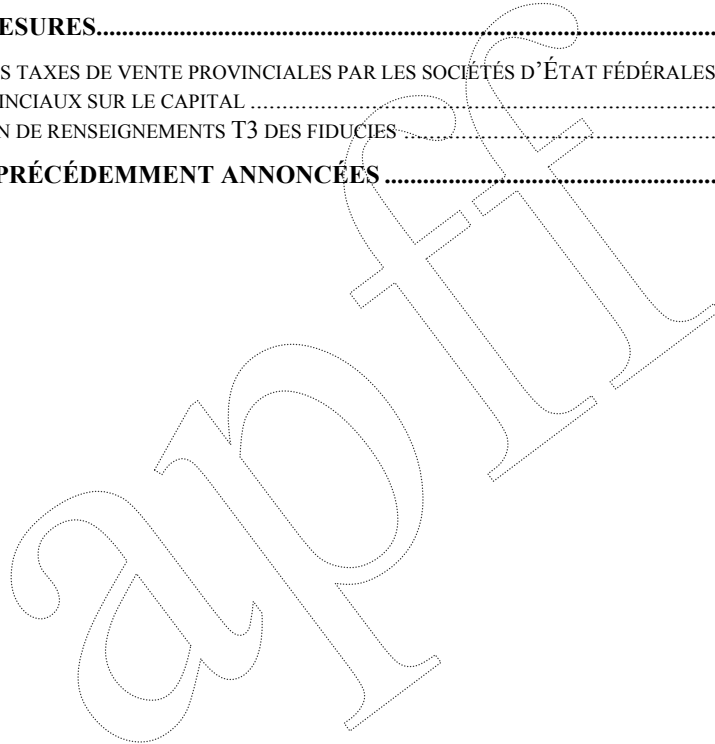 ESURES
S TAXES DE VENTE PROVINCIALES PAR LES SOCIÉTÉS D'ÉTAT FÉDÉRALES
INCIAUX SUR LE CAPITAL
N DE RENSEIGNEMENTS T3 DES FIDUCIES
PRÉCÉDEMMENT ANNONCÉES
apff